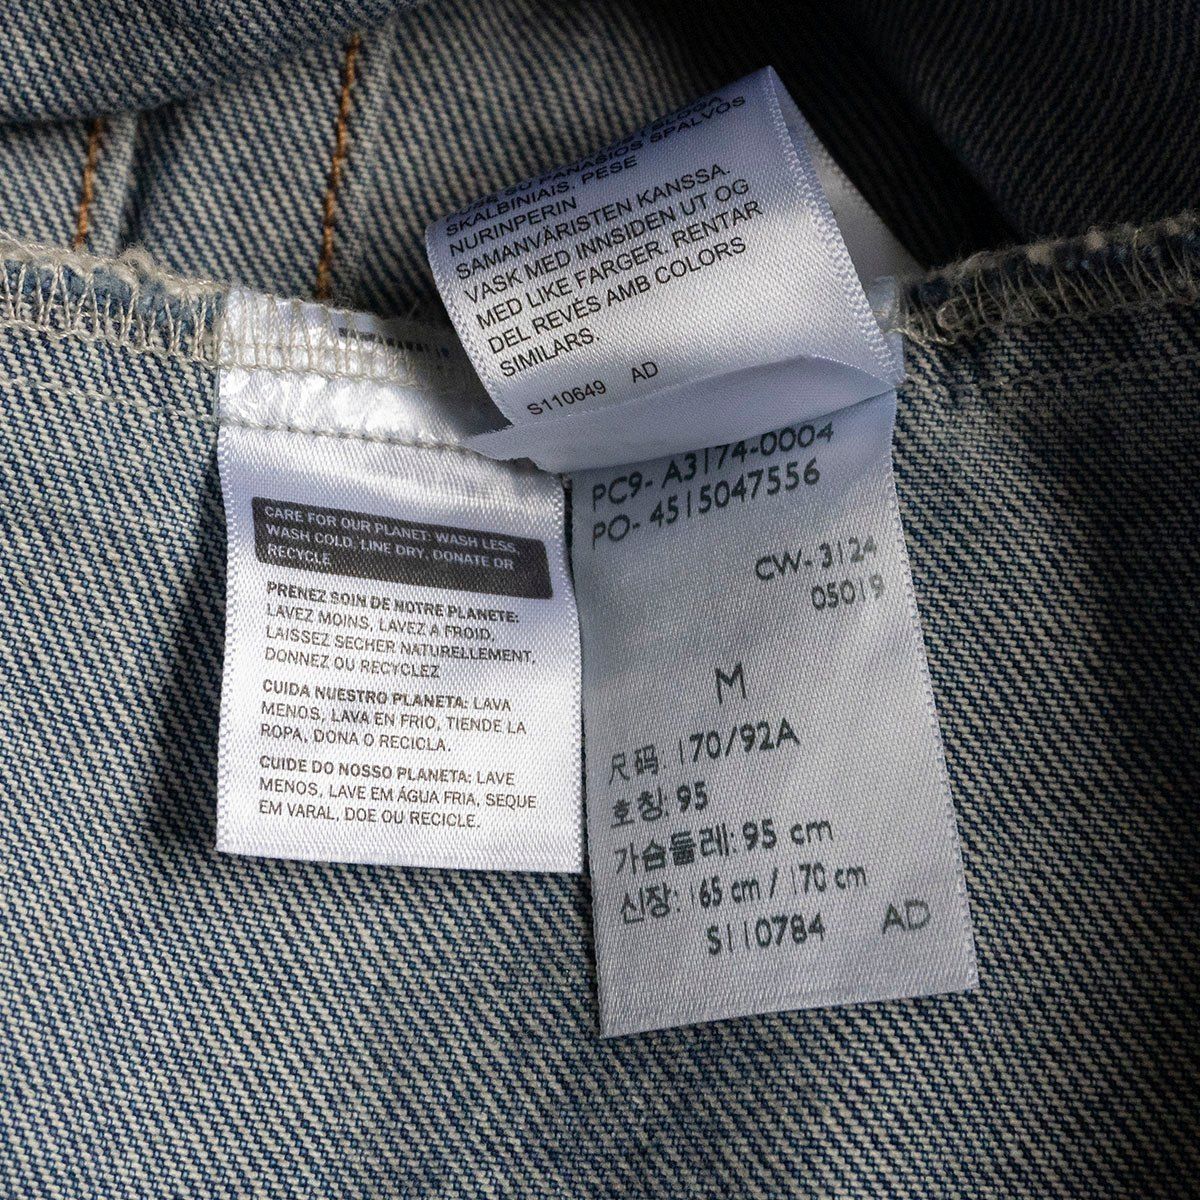 SU PANAŠIOS SPALVOS
SKALBINIAIS. PESE
NURINPERIN
SAMANVÄRISTEN KANSSA.
VASK MED INNSIDEN UT OG
MED LIKE FARGER. RENTAR
DEL REVÉS AMB COLORS
SIMILARS.
S110649 AD
CARE FOR OUR PLANET: WASH LESS,
WASH COLD, LINE DRY, DONATE OR
RECYCLE
PRENEZ SOIN DE NOTRE PLANETE:
LAVEZ MOINS, LAVEZ A FROID,
LAISSEZ SECHER NATURELLEMENT,
DONNEZ OU RECYCLEZ
CUIDA NUESTRO PLANETA: LAVA
MENOS, LAVA EN FRIO, TIENDE LA
ROPA, DONA O RECICLA.
CUIDE DO NOSSO PLANETA: LAVE
MENOS, LAVE EM ÁGUA FRIA, SEQUE
EM VARAL, DOE OU RECICLE.
PC9- A3174-0004
PO- 4515047556
CW- 3124
05019
M
尺码: 170/92A
호칭: 95
가슴둘레: 95 cm
신장: 165 cm / 170 cm
S110784 AD